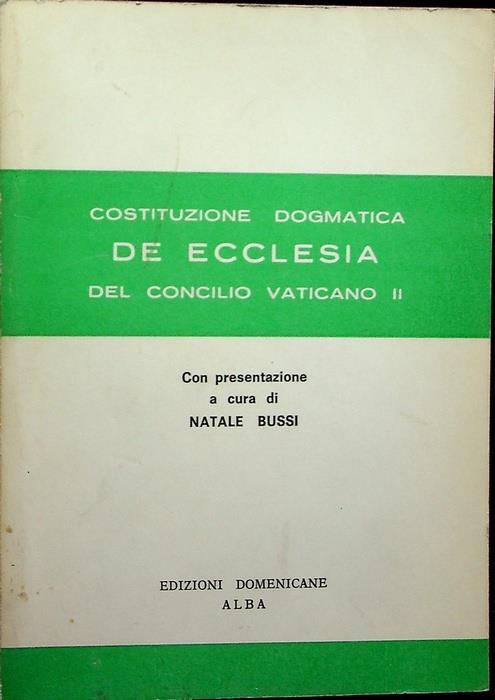 COSTITUZIONE DOGMATICA
DE ECCLESIA
DEL CONCILIO VATICANO II
Con presentazione
a cura di
NATALE BUSSI
EDIZIONI DOMENICANE
ALBA